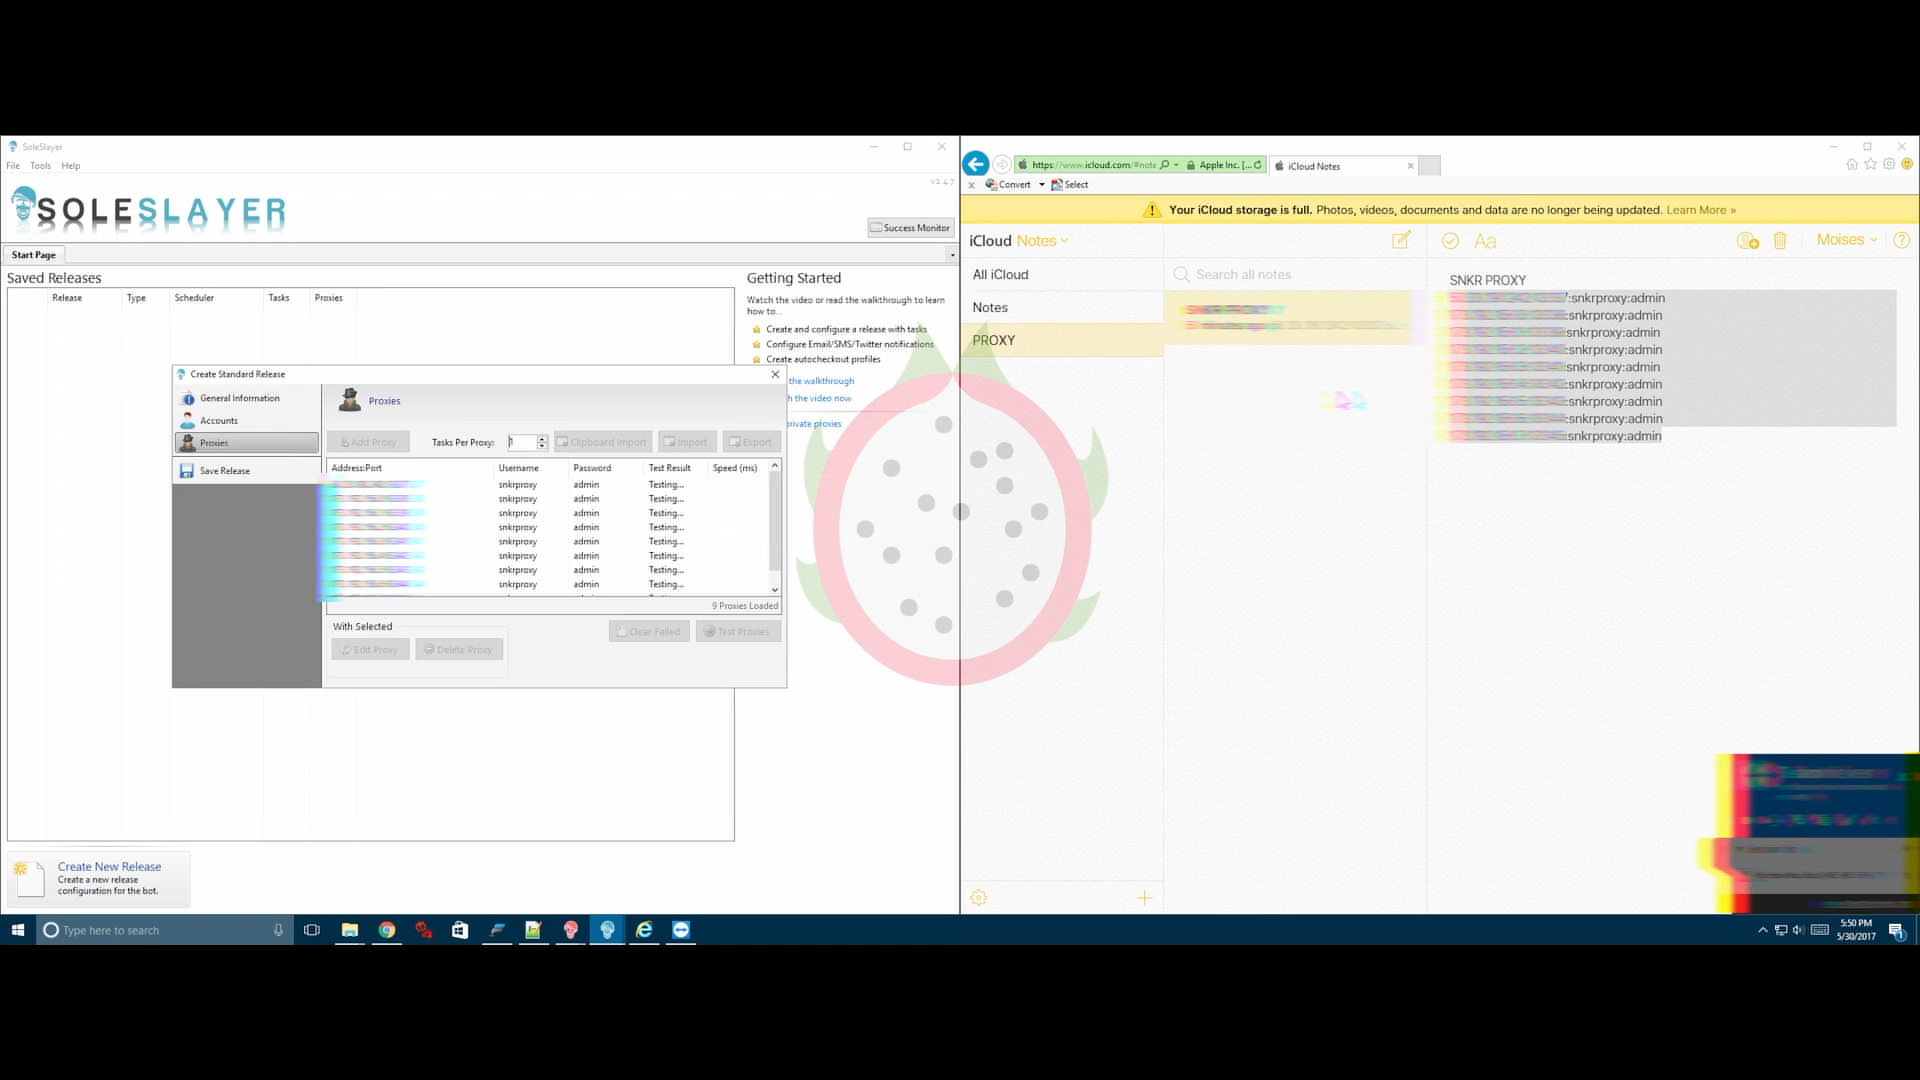 SoleSlayer
File Tools Help
V2.4.7
SOLESLAYER
Success Monitor
Start Page
Saved Releases
Release Type Scheduler Tasks Proxies
Getting Started
Watch the video or read the walkthrough to learn
how to...
Create and configure a release with tasks
Configure Email/SMS/Twitter notifications
Create autocheckout profiles
the walkthrough
h the video now
private proxies
Create Standard Release
General Information
Accounts
Proxies
Save Release
Proxies
Add Proxy Tasks Per Proxy: 1 Clipboard Import Import Export
Address:Port Username Password Test Result Speed (ms)
snkrproxy admin Testing...
snkrproxy admin Testing...
snkrproxy admin Testing...
snkrproxy admin Testing...
snkrproxy admin Testing...
snkrproxy admin Testing...
snkrproxy admin Testing...
snkrproxy admin Testing...
9 Proxies Loaded
With Selected
Clear Failed Test Proxies
Edit Proxy Delete Proxy
Create New Release
Create a new release
configuration for the bot.
https://www.icloud.com/#note Apple Inc. [... iCloud Notes
Convert Select
Your iCloud storage is full. Photos, videos, documents and data are no longer being updated. Learn More »
iCloud Notes
Aa
Moises
All iCloud
Search all notes
Notes
PROXY
SNKR PROXY
:snkrproxy:admin
:snkrproxy:admin
:snkrproxy:admin
:snkrproxy:admin
:snkrproxy:admin
:snkrproxy:admin
:snkrproxy:admin
:snkrproxy:admin
:snkrproxy:admin
Type here to search
5:50 PM
5/30/2017
1